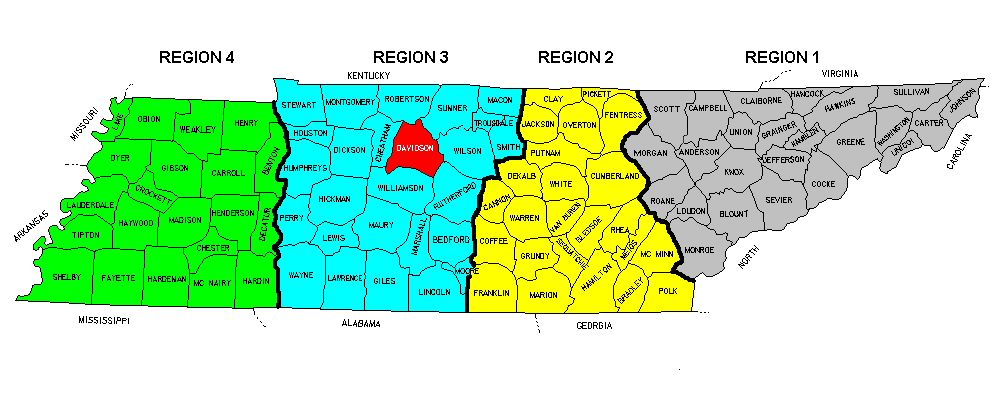 REGION 4
REGION 3
REGION 2
REGION 1
KENTUCKY
VIRGINIA
MISSOURI
ARKANSAS
MISSISSIPPI
ALABAMA
GEORGIA
NORTH
CAROLINA
LAKE
OBION
WEAKLEY
HENRY
DYER
GIBSON
CARROLL
BENTON
LAUDERDALE
CROCKETT
HAYWOOD
MADISON
HENDERSON
DECATUR
TIPTON
CHESTER
SHELBY
FAYETTE
HARDENAN
MC NAIRY
HARDIN
STEWART
MONTGOMERY
ROBERTSON
SUMNER
MACON
TROUSDALE
HOUSTON
DICKSON
CHEATHAM
DAVIDSON
WILSON
SMITH
HUMPHREYS
WILLIAMSON
RUTHERFORD
HICKMAN
PERRY
LEWIS
MAURY
MARSHALL
BEDFORD
WAYNE
LAWRENCE
GILES
LINCOLN
MOORE
CLAY
PICKETT
JACKSON
OVERTON
FENTRESS
PUTNAM
DEKALB
WHITE
CUMBERLAND
CANNON
WARREN
VAN BUREN
BLEDSOE
RHEA
COFFEE
GRUNDY
SEQUATCHIE
MEIGS
MC MINN
HAMILTON
FRANKLIN
MARION
BRADLEY
POLK
SCOTT
CAMPBELL
CLAIBORNE
HANCOCK
HAWKINS
SULLIVAN
JOHNSON
UNION
GRAINGER
HAMBLEN
GREENE
WASHINGTON
CARTER
UNICOI
MORGAN
ANDERSON
KNOX
JEFFERSON
COCKE
ROANE
LOUDON
BLOUNT
SEVIER
MONROE